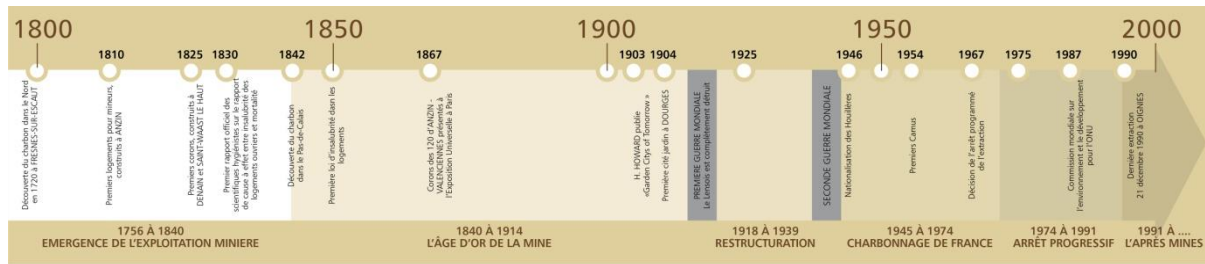 1800
1850
1900
1950
2000
1810
1825
1830
1842
1867
1903
1904
1925
1946
1954
1967
1975
1987
1990
Découverte du charbon dans le Nord
en 1720 à FRESNES-SUR-ESCAUT
Premiers logements pour mineurs,
construits à ANZIN
Premiers corons, construits à
DENAIN et SAINT-WAAST LE HAUT
Premier rapport officiel des
scientifiques hygiénistes sur le rapport
de cause à effet entre insalubrité des
logements ouvriers et mortalité
Découverte du charbon
dans le Pas-de-Calais
Première loi d'insalubrité dasn les
logements
Corons des 120 d'ANZIN -
VALENCIENNES présentés à
l'Exposition Universelle à Paris
H. HOWARD publie
«Garden Citys of Tomorrow »
Première cité jardin à DOURGES
PREMIERE GUERRE MONDIALE
Le Lensois est complètement détruit
SECONDE GUERRE MONDIALE
Nationalisation des Houillères
Premiers Camus
Décision de l'arrêt programmé
de l'extraction
Commission mondiale sur
l'environnement et le développement
pour l'ONU
Dernière extraction
21 décembre 1990 à OIGNIES
1756 À 1840
EMERGENCE DE L'EXPLOITATION MINIERE
1840 À 1914
L'ÂGE D'OR DE LA MINE
1918 À 1939
RESTRUCTURATION
1945 À 1974
CHARBONNAGE DE FRANCE
1974 À 1991
ARRÊT PROGRESSIF
1991 À ....
L'APRÈS MINES